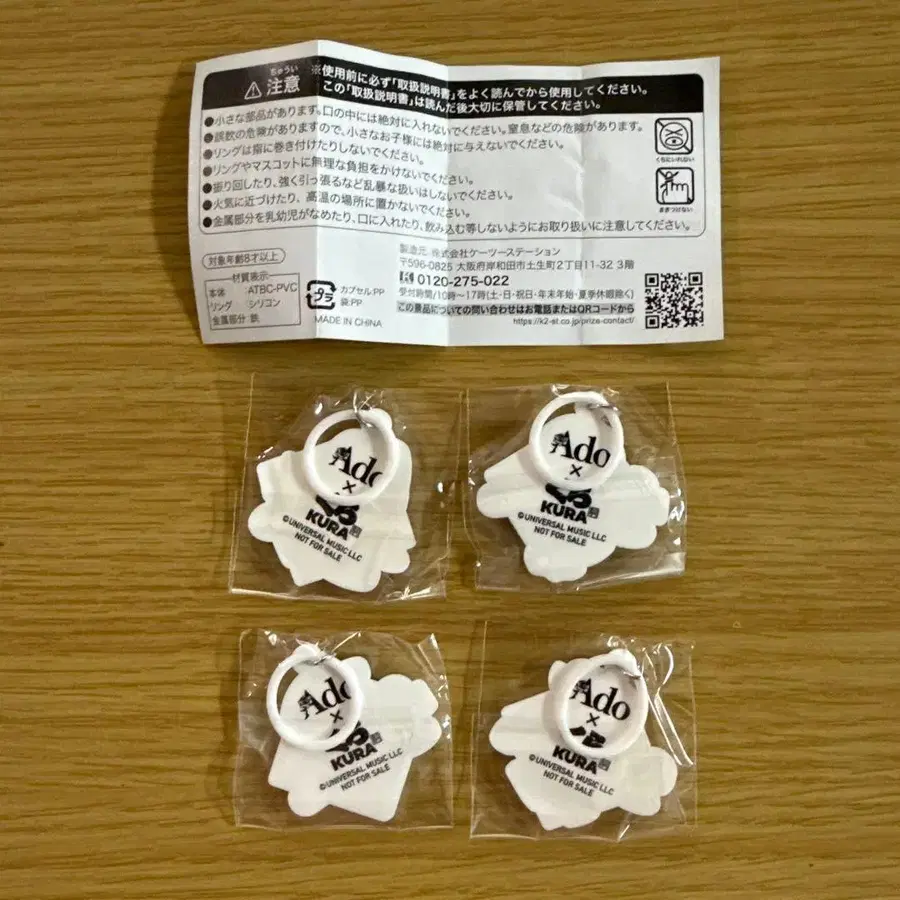 ちゅうい
⚠注意 ※使用前に必ず「取扱説明書」をよく読んでから使用してください。
この「取扱説明書」は読んだ後大切に保管してください。
●小さな部品があります。口の中には絶対に入れないでください。窒息などの危険があります。
●誤飲の危険がありますので、小さなお子様には絶対に与えないでください。
●リングは指に巻き付けたりしないでください。
●リングやマスコットに無理な負担をかけないでください。
●振り回したり、強く引っ張るなど乱暴な扱いはしないでください。
●火気に近づけたり、高温の場所に置かないでください。
●金属部分を乳幼児がなめたり、口に入れたり、飲み込む等しないようにお取り扱いに注意してください。
くちにいれない
まきつけない
対象年齢8才以上
材質表示
本体 ATBC-PVC
リング シリコン
金属部分 鉄
プラ
カプセル:PP
袋:PP
MADE IN CHINA
製造元 株式会社ケーツーステーション
〒596-0825 大阪府岸和田市土生町2丁目11-32 3階
0120-275-022
受付時間/10時〜17時(土・日・祝日・年末年始・夏季休暇除く)
この景品についての問い合わせはお電話またはQRコードから
https://k2-st.co.jp/prize-contact/
Ado
×
くら
KURA
©UNIVERSAL MUSIC LLC
NOT FOR SALE
Ado
×
くら
KURA
©UNIVERSAL MUSIC LLC
NOT FOR SALE
Ado
×
KURA
©UNIVERSAL MUSIC LLC
NOT FOR SALE
Ado
×
KURA
©UNIVERSAL MUSIC LLC
NOT FOR SALE